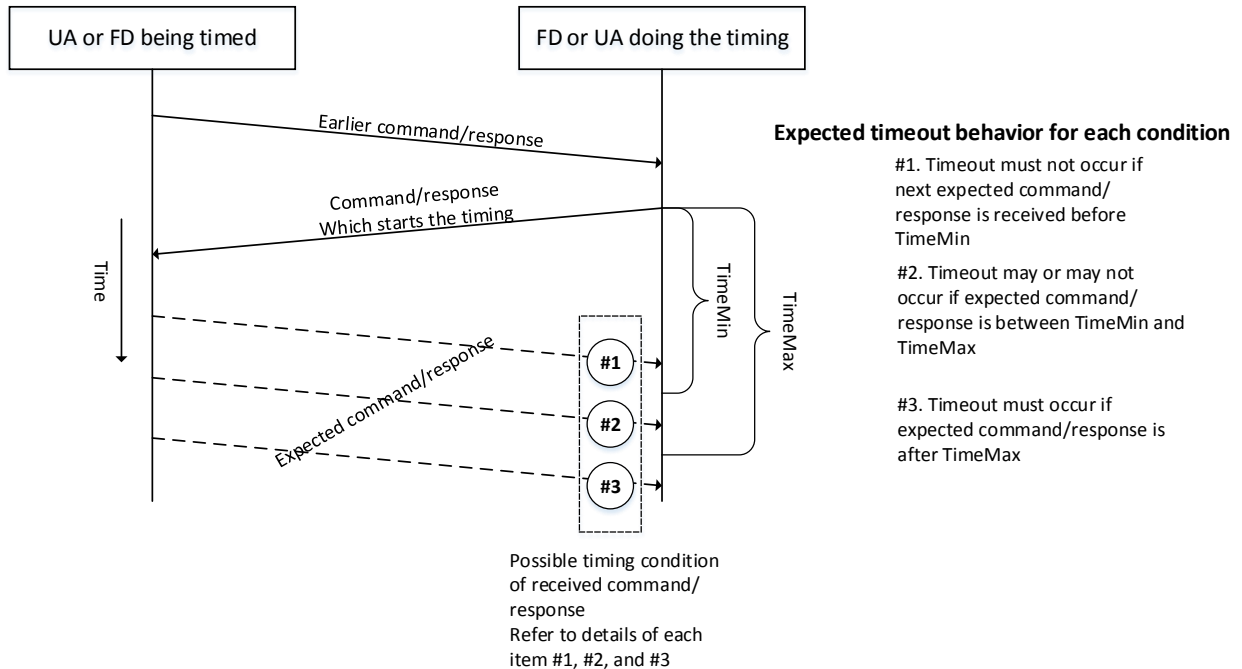 UA or FD being timed
FD or UA doing the timing
Earlier command/response
Command/response
Which starts the timing
Time
Expected command/response
#1
#2
#3
TimeMin
TimeMax
Possible timing condition
of received command/
response
Refer to details of each
item #1, #2, and #3
Expected timeout behavior for each condition
#1. Timeout must not occur if
next expected command/
response is received before
TimeMin
#2. Timeout may or may not
occur if expected command/
response is between TimeMin and
TimeMax
#3. Timeout must occur if
expected command/response is
after TimeMax